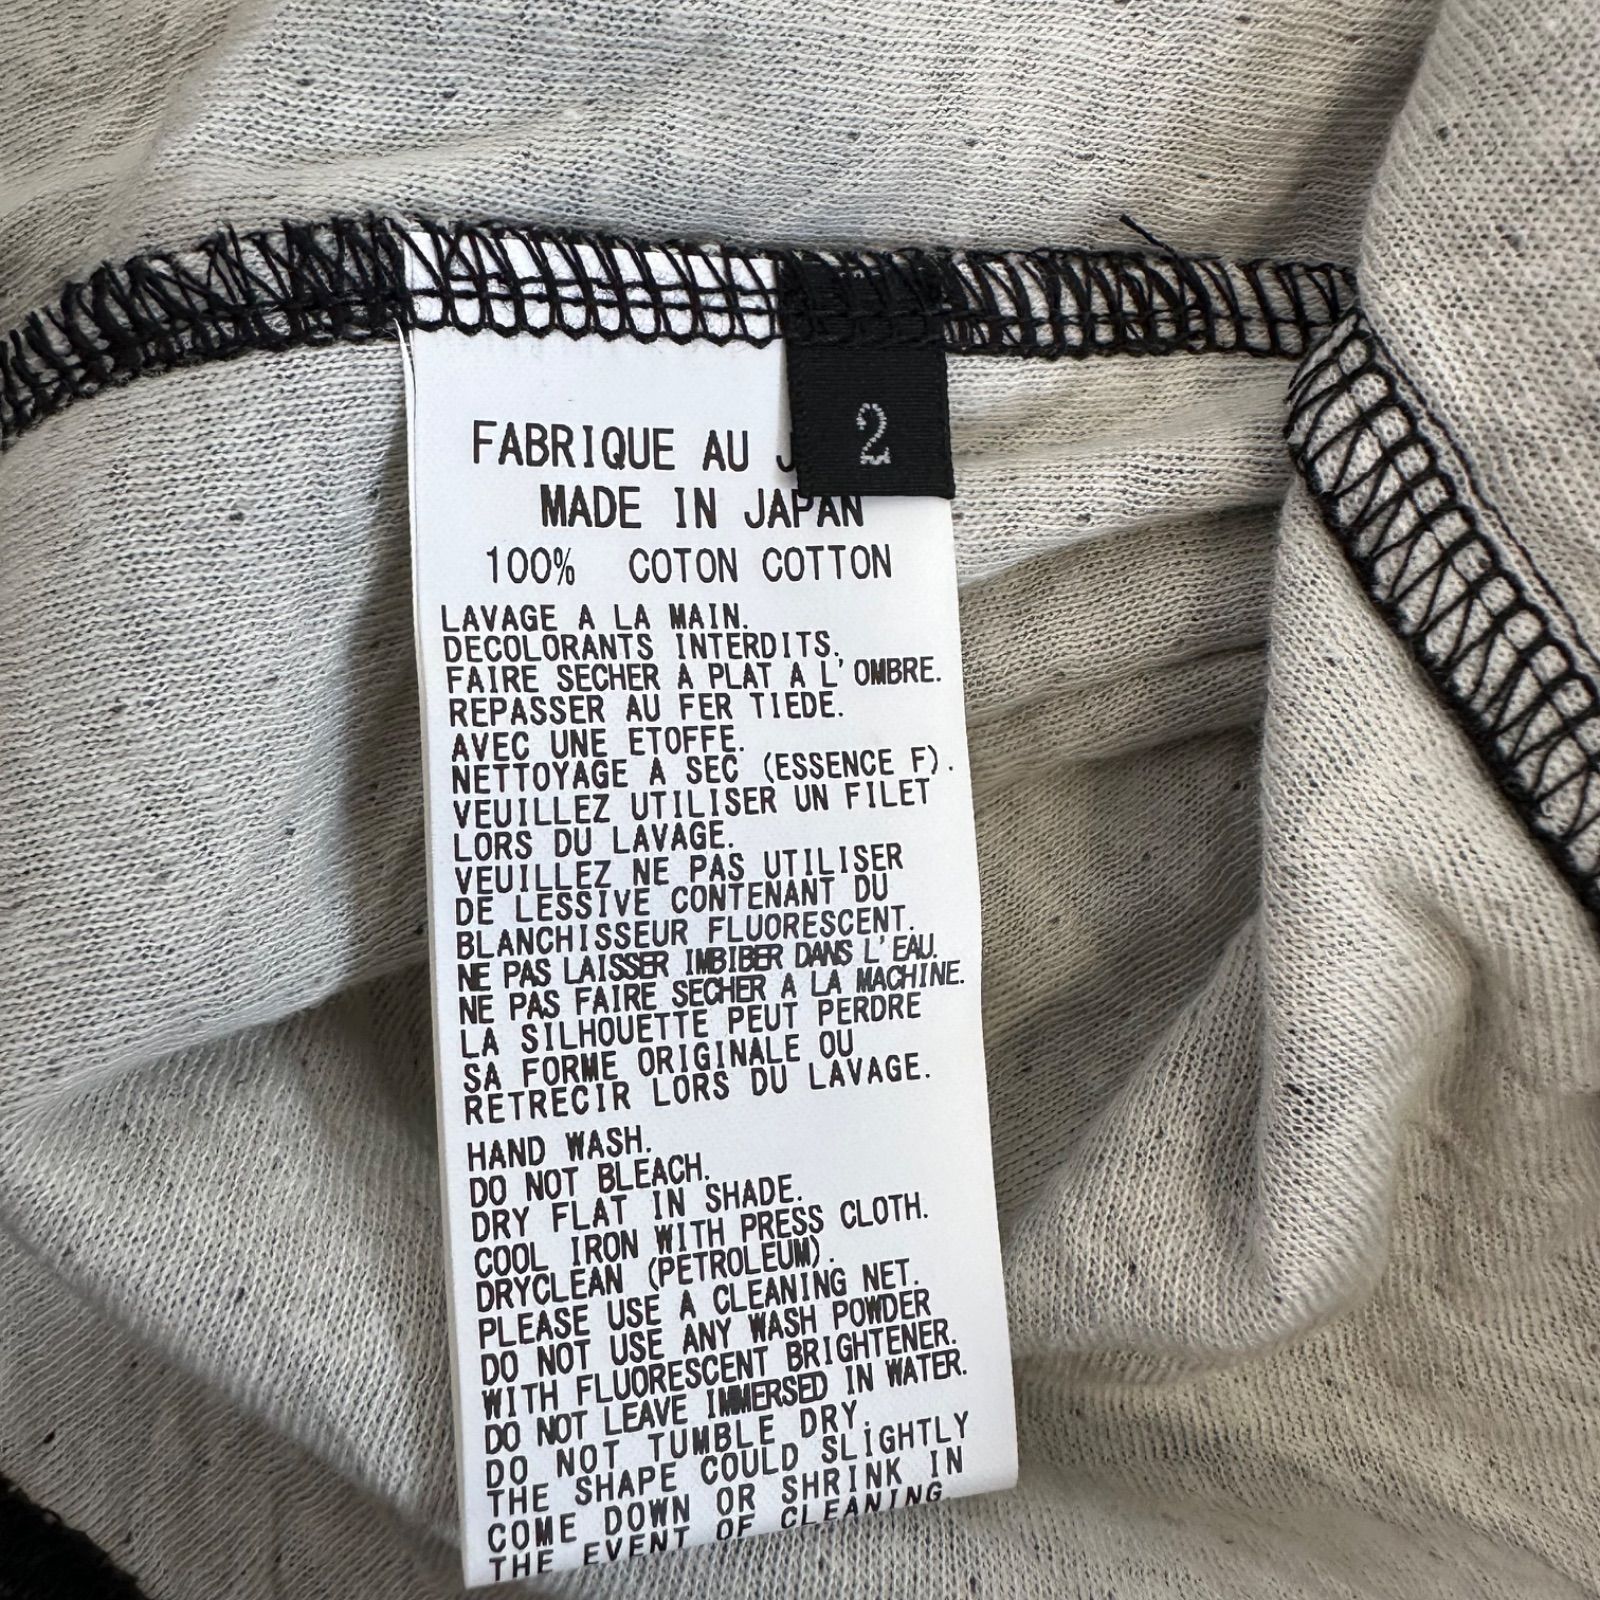 2
FABRIQUE AU
MADE IN JAPAN
100% COTON COTTON
LAVAGE A LA MAIN.
DECOLORANTS INTERDITS.
FAIRE SECHER A PLAT A L'OMBRE.
REPASSER AU FER TIEDE.
AVEC UNE ETOFFE.
NETTOYAGE A SEC (ESSENCE F).
VEUILLEZ UTILISER UN FILET
LORS DU LAVAGE.
VEUILLEZ NE PAS UTILISER
DE LESSIVE CONTENANT DU
BLANCHISSEUR FLUORESCENT.
NE PAS LAISSER IMBIBER DANS L'EAU.
NE PAS FAIRE SECHER A LA MACHINE.
LA SILHOUETTE PEUT PERDRE
SA FORME ORIGINALE OU
RETRECIR LORS DU LAVAGE.
HAND WASH.
DO NOT BLEACH.
DRY FLAT IN SHADE.
COOL IRON WITH PRESS CLOTH.
DRYCLEAN (PETROLEUM).
PLEASE USE A CLEANING NET.
DO NOT USE ANY WASH POWDER
WITH FLUORESCENT BRIGHTENER.
DO NOT LEAVE IMMERSED IN WATER.
DO NOT TUMBLE DRY.
THE SHAPE COULD SLIGHTLY
COME DOWN OR SHRINK IN
THE EVENT OF CLEANING